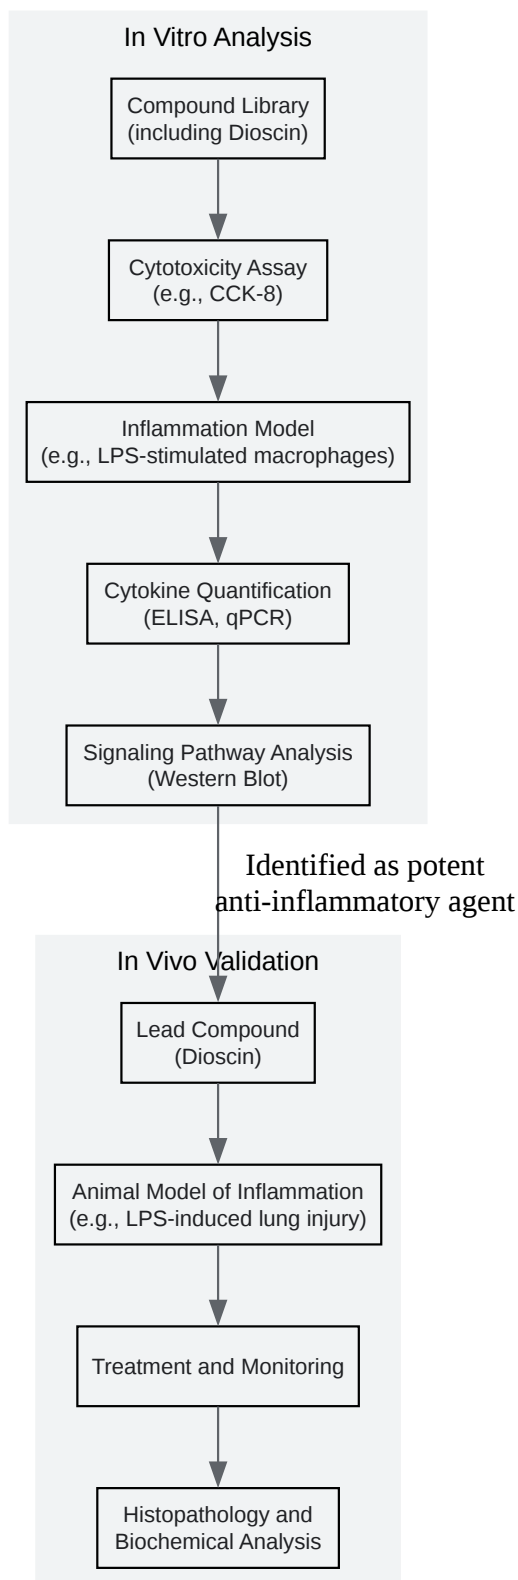 In Vitro Analysis
Compound Library
(including Dioscin)
Cytotoxicity Assay
(e.g., CCK-8)
Inflammation Model
(e.g., LPS-stimulated macrophages)
Cytokine Quantification
(ELISA, qPCR)
Signaling Pathway Analysis
(Western Blot)
Identified as potent
anti-inflammatory agent
In Vivo Validation
Lead Compound
(Dioscin)
Animal Model of Inflammation
(e.g., LPS-induced lung injury)
Treatment and Monitoring
Histopathology and
Biochemical Analysis